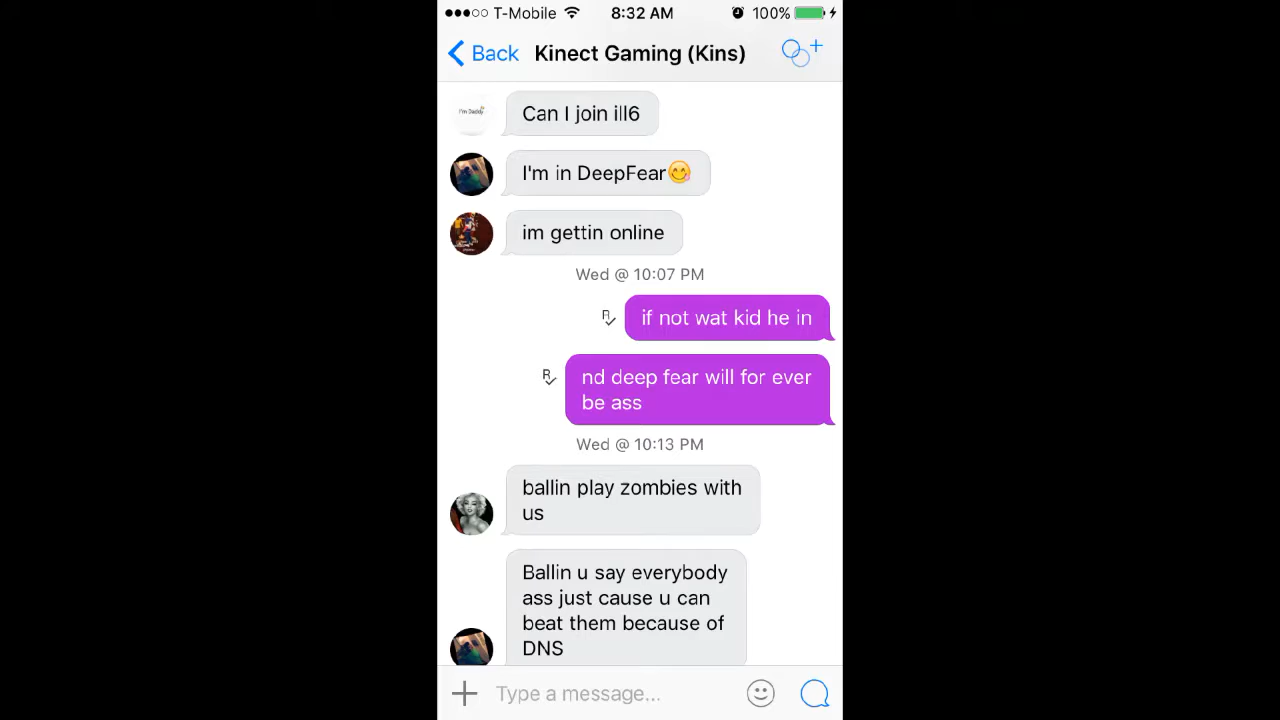 T-Mobile 8:32 AM 100%
Back Kinect Gaming (Kins)
I'm Daddy
Can I join ill6
I'm in DeepFear😋
im gettin online
Wed @ 10:07 PM
R if not wat kid he in
R nd deep fear will for ever
be ass
Wed @ 10:13 PM
ballin play zombies with
us
Ballin u say everybody
ass just cause u can
beat them because of
DNS
Type a message...